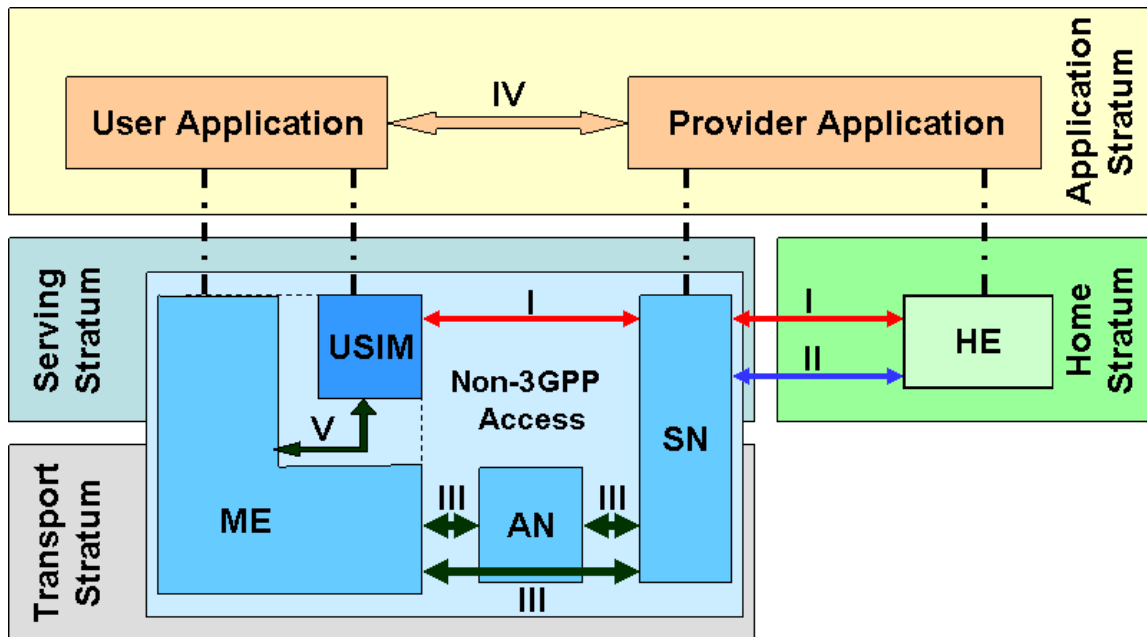 IV
User Application
Provider Application
Application
Stratum
Serving
Stratum
USIM
I
I
II
HE
Home
Stratum
Non-3GPP
Access
V
SN
Transport
Stratum
ME
III
AN
III
III